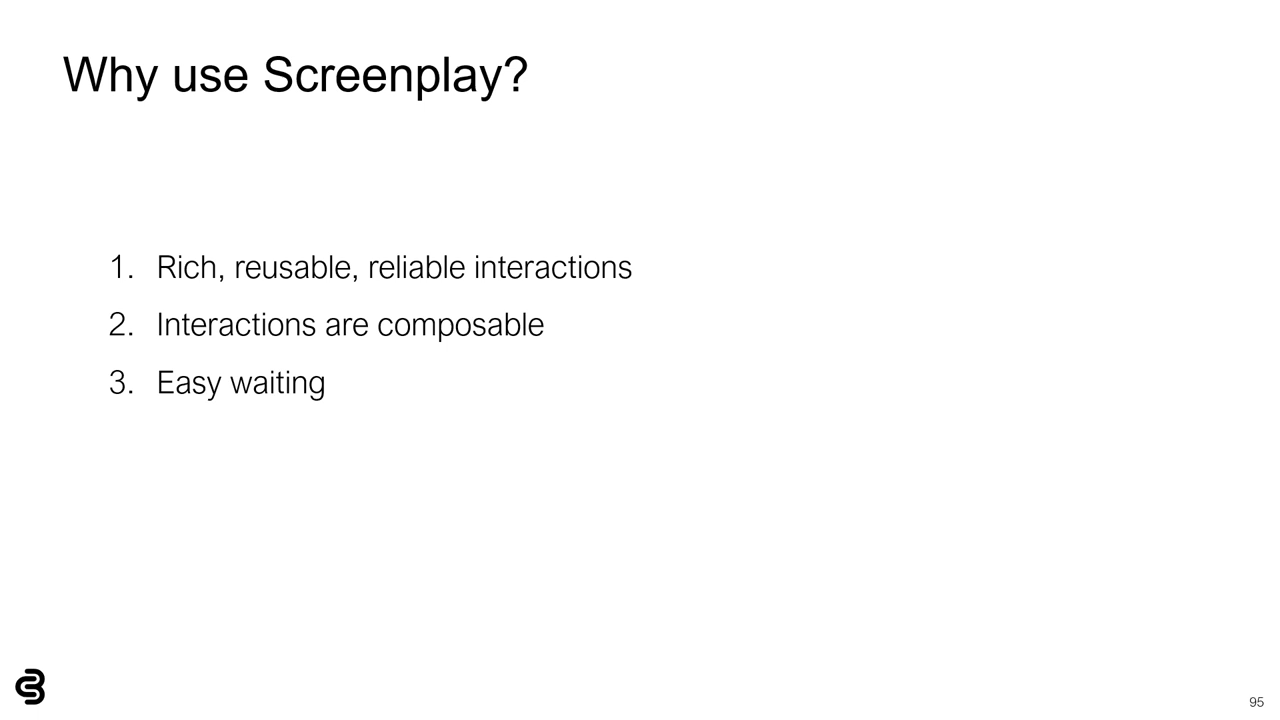 Why use Screenplay?
1. Rich, reusable, reliable interactions
2. Interactions are composable
3. Easy waiting
95